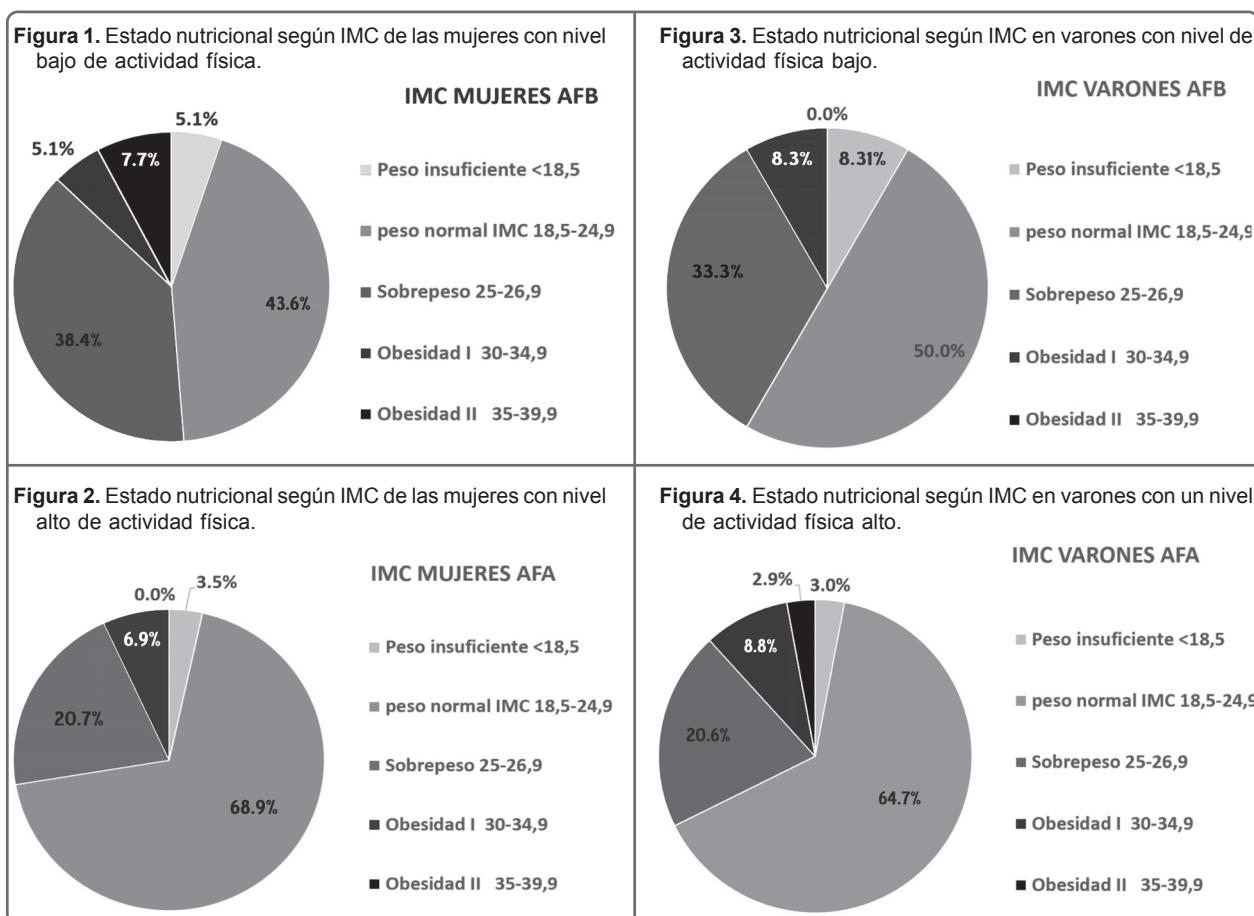 Figura 1. Estado nutricional según IMC de las mujeres con nivel
bajo de actividad física.
IMC MUJERES AFB
5.1%
7.7%
5.1%
43.6%
38.4%
Peso insuficiente <18,5
peso normal IMC 18,5-24,9
Sobrepeso 25-26,9
Obesidad I 30-34,9
Obesidad II 35-39,9
Figura 3. Estado nutricional según IMC en varones con nivel de
actividad física bajo.
IMC VARONES AFB
0.0%
8.3%
8.31%
33.3%
50.0%
Peso insuficiente <18,5
peso normal IMC 18,5-24,9
Sobrepeso 25-26,9
Obesidad I 30-34,9
Obesidad II 35-39,9
Figura 2. Estado nutricional según IMC de las mujeres con nivel
alto de actividad física.
IMC MUJERES AFA
0.0%
3.5%
6.9%
20.7%
68.9%
Peso insuficiente <18,5
peso normal IMC 18,5-24,9
Sobrepeso 25-26,9
Obesidad I 30-34,9
Obesidad II 35-39,9
Figura 4. Estado nutricional según IMC en varones con un nivel
de actividad física alto.
IMC VARONES AFA
2.9%
3.0%
8.8%
20.6%
64.7%
Peso insuficiente <18,5
peso normal IMC 18,5-24,9
Sobrepeso 25-26,9
Obesidad I 30-34,9
Obesidad II 35-39,9